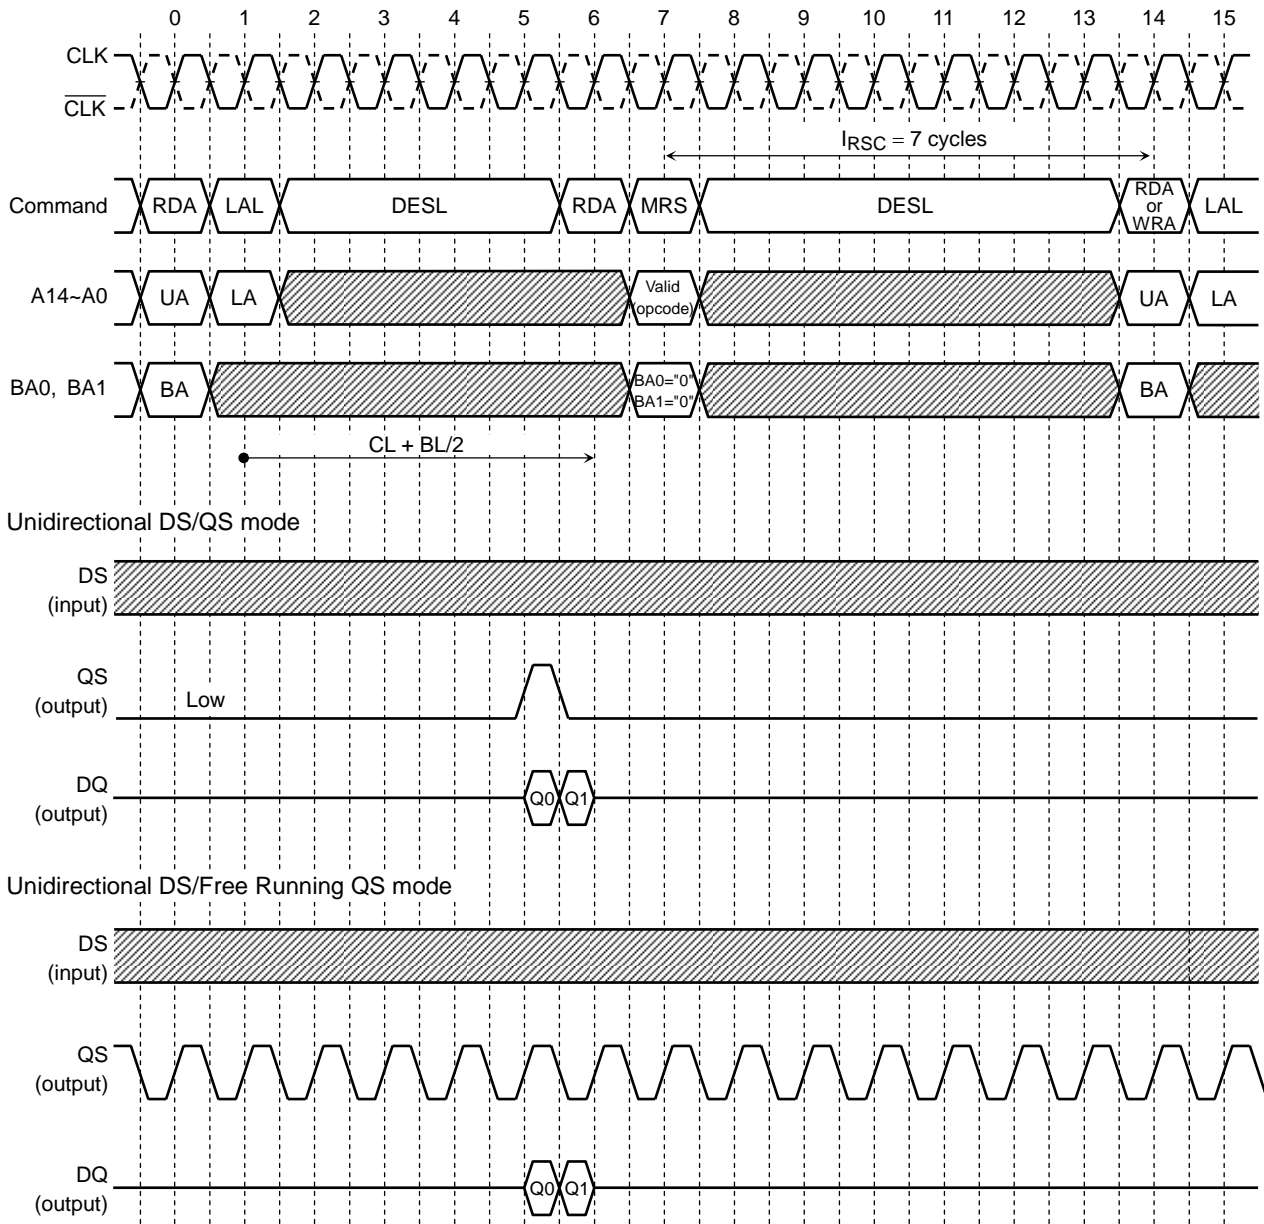 0 1 2 3 4 5 6 7 8 9 10 11 12 13 14 15
CLK
CLK
IRSC = 7 cycles
Command RDA LAL DESL RDA MRS DESL RDA or WRA LAL
A14~A0 UA LA Valid (opcode) UA LA
BA0, BA1 BA BA0="0" BA1="0" BA
CL + BL/2
Unidirectional DS/QS mode
DS
(input)
QS
(output)
Low
DQ
(output)
Q0 Q1
Unidirectional DS/Free Running QS mode
DS
(input)
QS
(output)
DQ
(output)
Q0 Q1